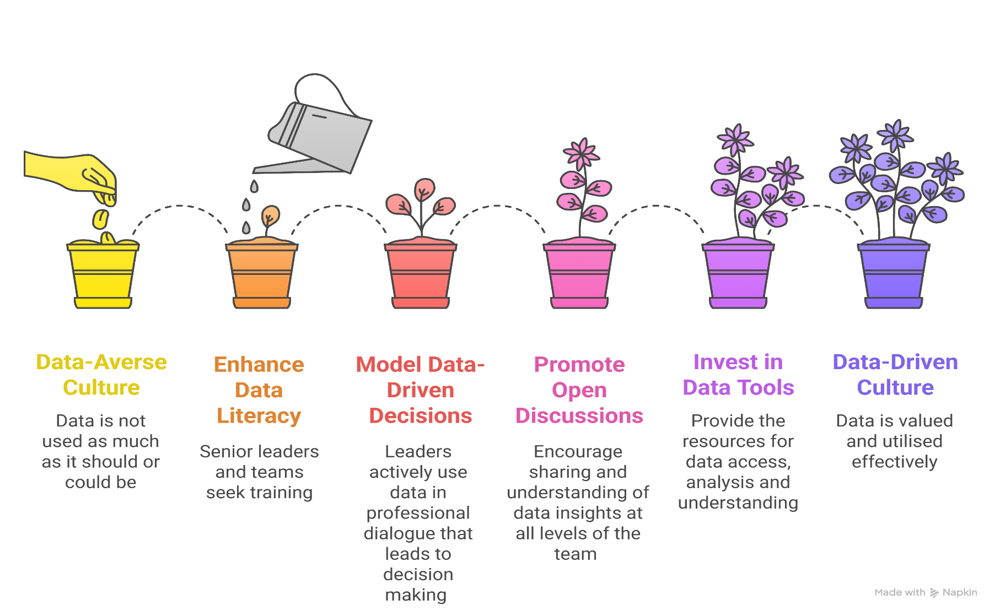 Data-Averse
Culture
Data is not
used as much
as it should or
could be
Enhance
Data
Literacy
Senior leaders
and teams
seek training
Model Data-
Driven
Decisions
Leaders
actively use
data in
professional
dialogue that
leads to
decision
making
Promote
Open
Discussions
Encourage
sharing and
understanding of
data insights at
all levels of the
team
Invest in
Data Tools
Provide the
resources for
data access,
analysis and
understanding
Data-Driven
Culture
Data is valued
and utilised
effectively
Made with Napkin